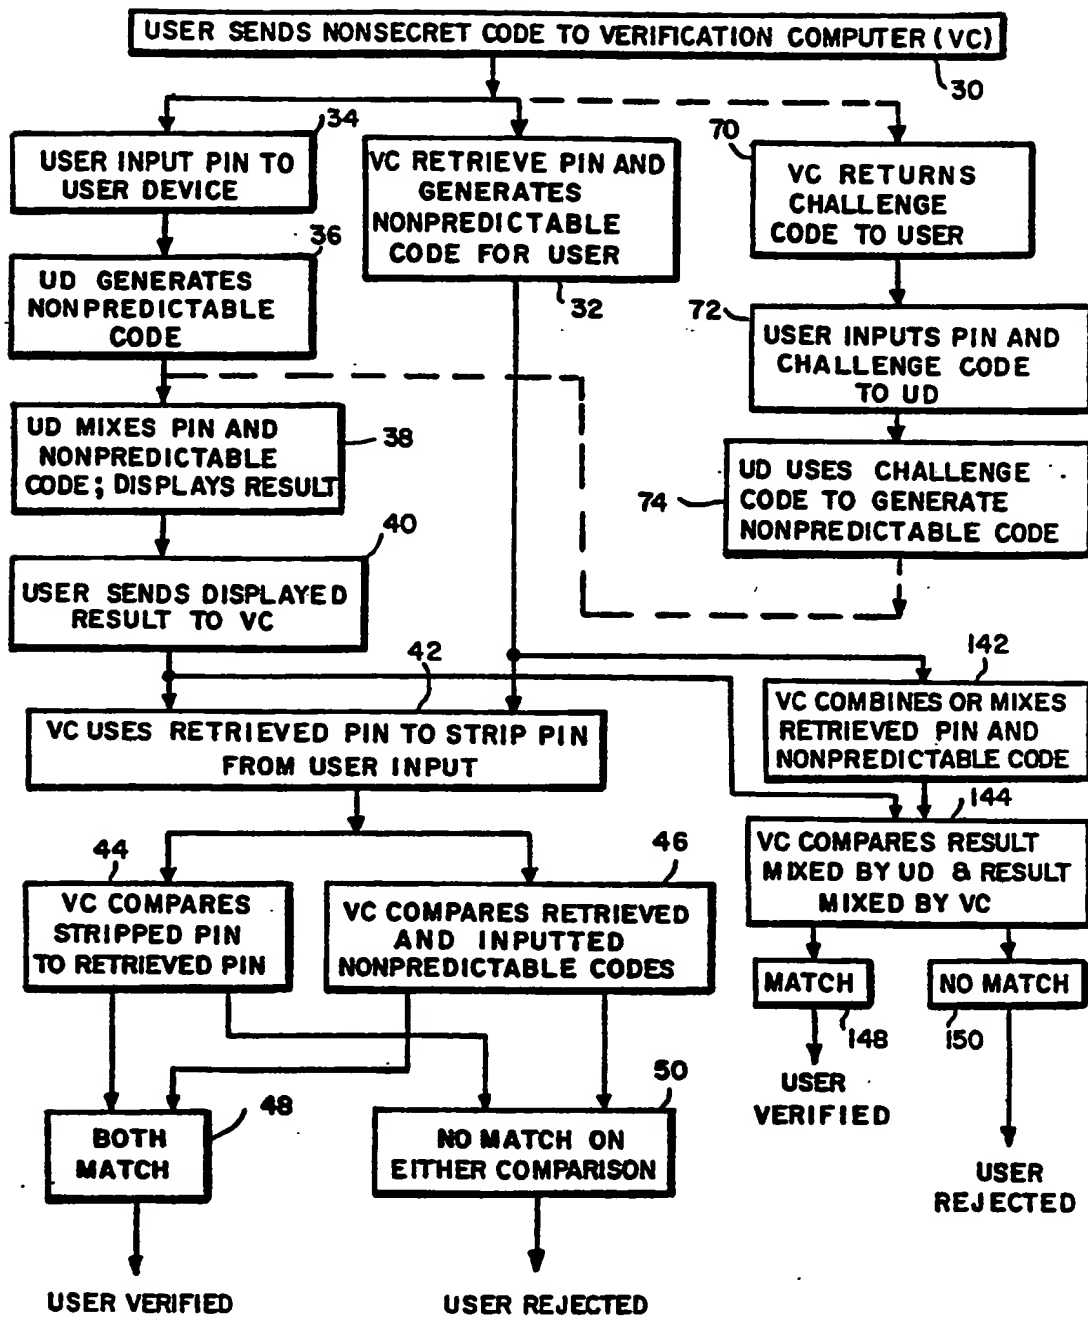 USER SENDS NONSECRET CODE TO VERIFICATION COMPUTER (VC)
30
34
USER INPUT PIN TO
USER DEVICE
VC RETRIEVE PIN AND
GENERATES
NONPREDICTABLE
CODE FOR USER
32
70
VC RETURNS
CHALLENGE
CODE TO USER
36
UD GENERATES
NONPREDICTABLE
CODE
72
USER INPUTS PIN AND
CHALLENGE CODE
TO UD
UD MIXES PIN AND
NONPREDICTABLE
CODE; DISPLAYS RESULT
38
74
UD USES CHALLENGE
CODE TO GENERATE
NONPREDICTABLE CODE
40
USER SENDS DISPLAYED
RESULT TO VC
42
VC USES RETRIEVED PIN TO STRIP PIN
FROM USER INPUT
142
VC COMBINES OR MIXES
RETRIEVED PIN AND
NONPREDICTABLE CODE
144
VC COMPARES RESULT
MIXED BY UD & RESULT
MIXED BY VC
44
VC COMPARES
STRIPPED PIN
TO RETRIEVED PIN
46
VC COMPARES RETRIEVED
AND INPUTTED
NONPREDICTABLE CODES
MATCH
148
NO MATCH
150
USER
VERIFIED
USER
REJECTED
48
BOTH
MATCH
50
NO MATCH ON
EITHER COMPARISON
USER VERIFIED
USER REJECTED